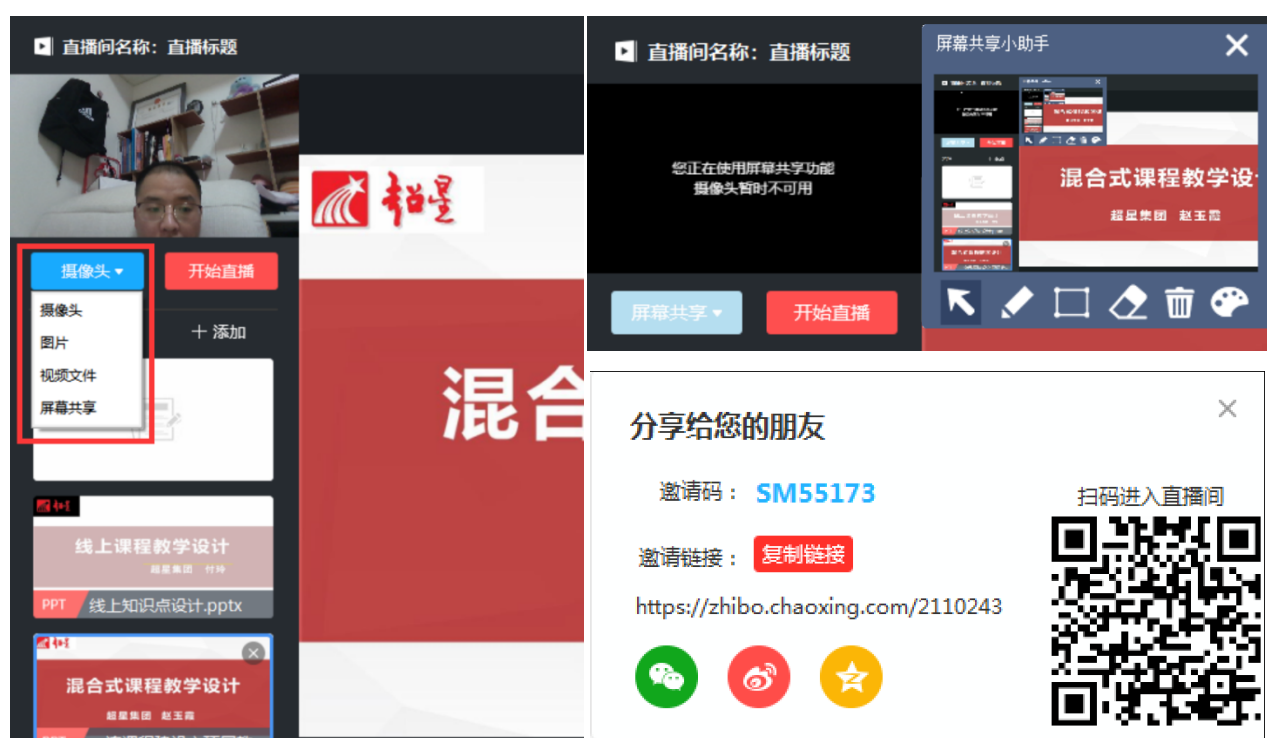 直播间名称：直播标题
摄像头
开始直播
摄像头
图片
视频文件
屏幕共享
＋ 添加
超星
混合
线上课程教学设计
超星集团 付玲
PPT 线上知识点设计.pptx
混合式课程教学设计
超星集团 赵玉霞
直播间名称：直播标题
您正在使用屏幕共享功能
摄像头暂时不可用
屏幕共享
开始直播
屏幕共享小助手
混合式课程教学设
超星集团 赵玉霞
分享给您的朋友
邀请码： SM55173
邀请链接： 复制链接
https://zhibo.chaoxing.com/2110243
扫码进入直播间